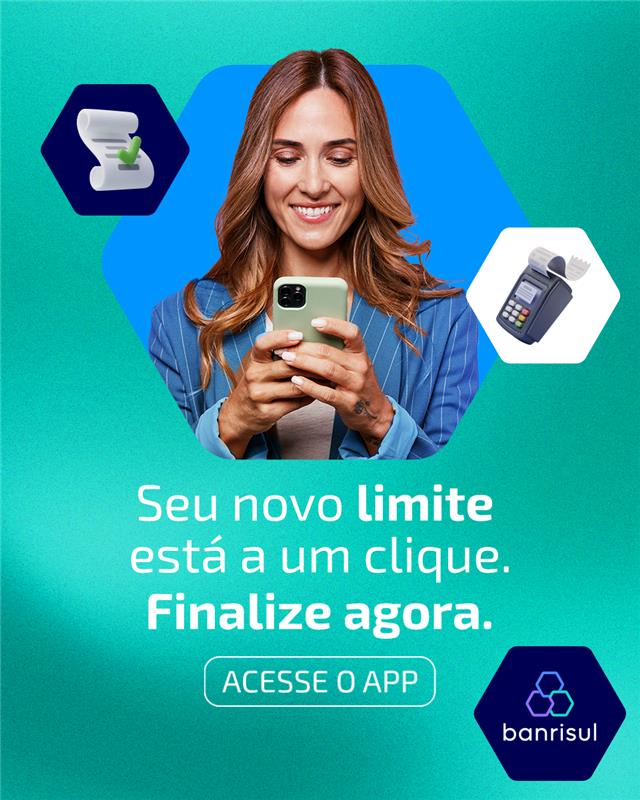 Seu novo limite
está a um clique.
Finalize agora.
ACESSE O APP
banrisul